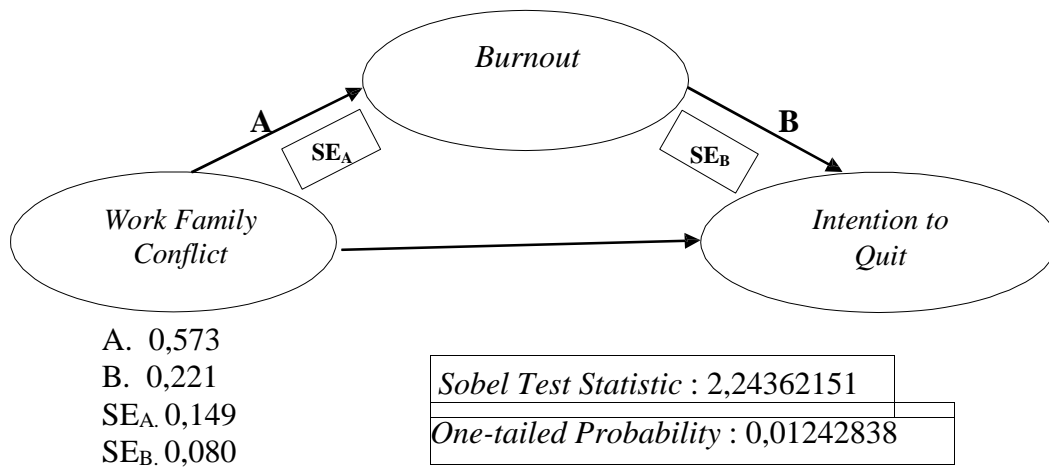 Burnout
A
B
SEA
SEB
Work Family
Conflict
Intention to
Quit
A. 0,573
B. 0,221
SEA. 0,149
SEB. 0,080
Sobel Test Statistic : 2,24362151
One-tailed Probability : 0,01242838